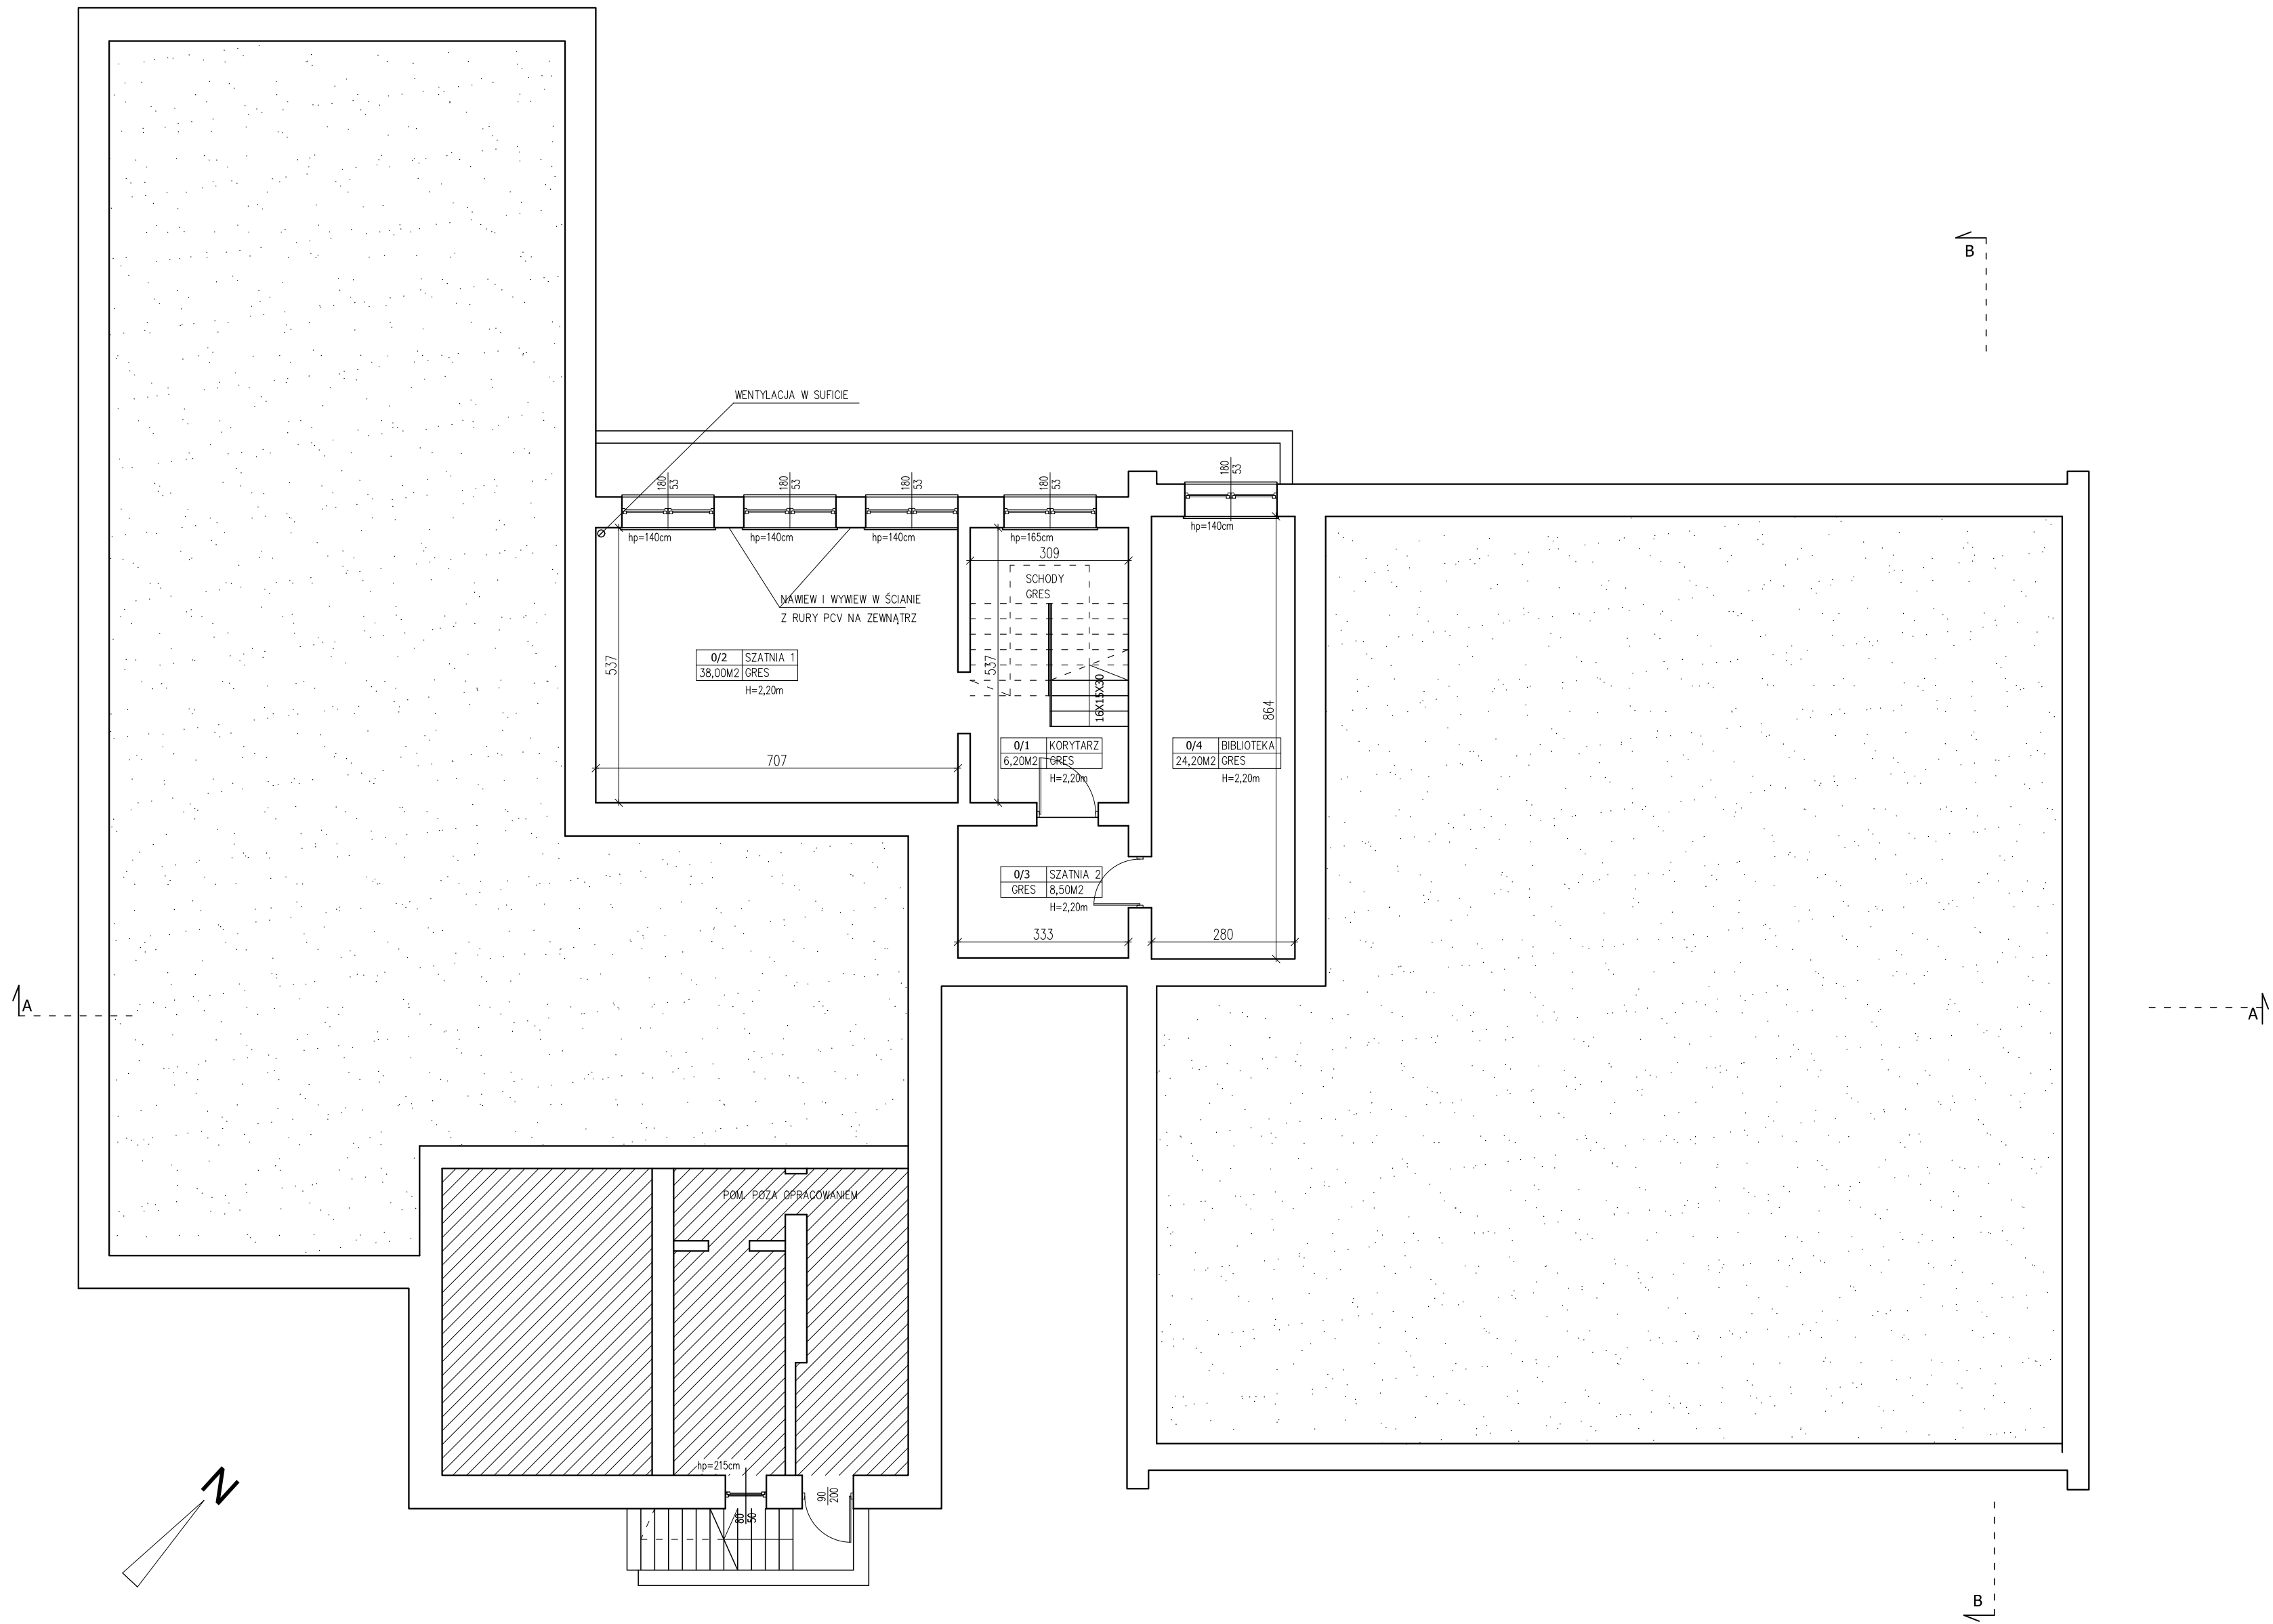 B
WENTYLACJA W SUFICIE
180
53
180
53
180
53
180
53
180
53
hp=140cm
hp=140cm
hp=140cm
hp=165cm
hp=140cm
309
SCHODY
GRES
NAWIEW I WYWIEW W ŚCIANIE
Z RURY PCV NA ZEWNĄTRZ
537
0/2 SZATNIA 1
38,00M2 GRES
H=2,20m
537
16X15X30
864
707
0/1 KORYTARZ
6,20M2 GRES
H=2,20m
0/4 BIBLIOTEKA
24,20M2 GRES
H=2,20m
0/3 SZATNIA 2
GRES 8,50M2
H=2,20m
333
280
A
A
POM. POZA OPRACOWANIEM
hp=215cm
90
200
80
50
N
B